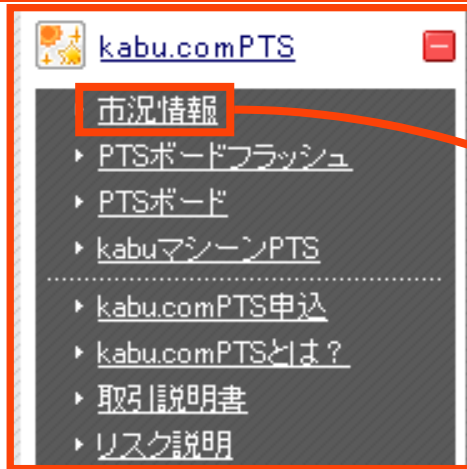 kabu.comPTS
市況情報
PTSボードフラッシュ
PTSボード
kabuマシーンPTS
kabu.comPTS申込
kabu.comPTSとは？
取引説明書
リスク説明